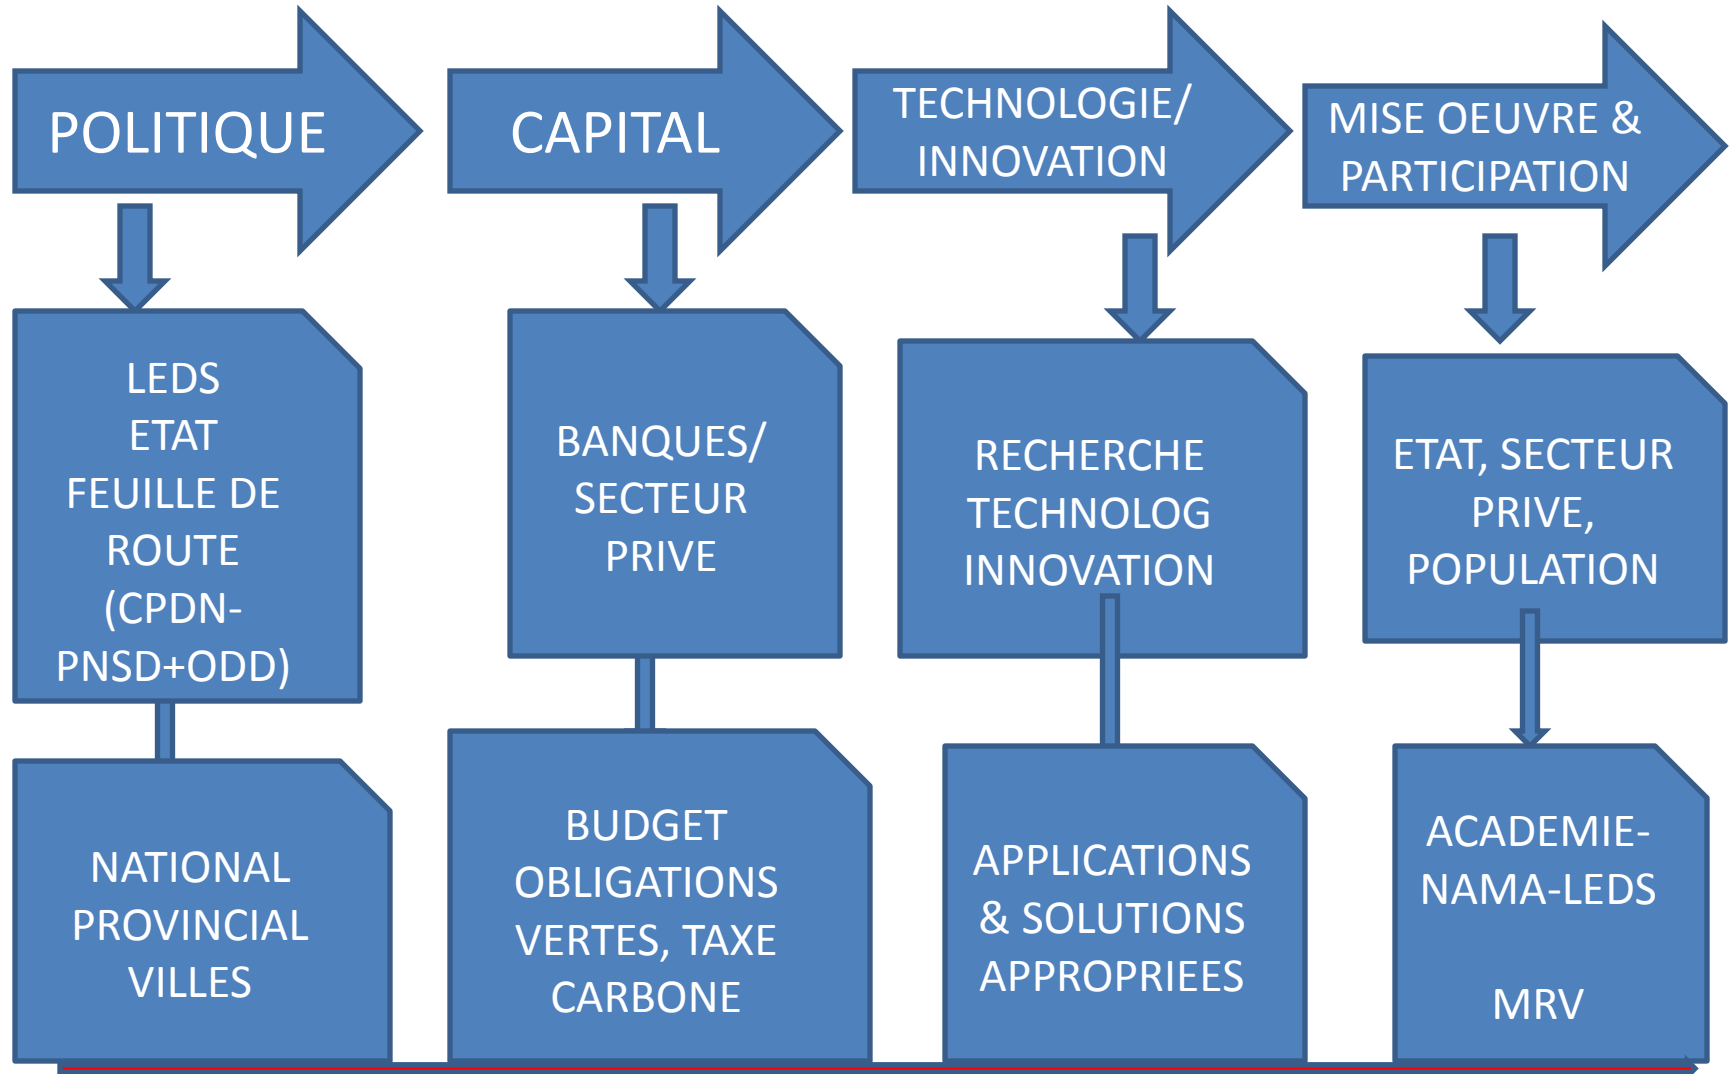 POLITIQUE
CAPITAL
TECHNOLOGIE/
INNOVATION
MISE OEUVRE &
PARTICIPATION
LEDS
ETAT
FEUILLE DE
ROUTE
(CPDN-
PNSD+ODD)
BANQUES/
SECTEUR
PRIVE
RECHERCHE
TECHNOLOG
INNOVATION
ETAT, SECTEUR
PRIVE,
POPULATION
NATIONAL
PROVINCIAL
VILLES
BUDGET
OBLIGATIONS
VERTES, TAXE
CARBONE
APPLICATIONS
& SOLUTIONS
APPROPRIEES
ACADEMIE-
NAMA-LEDS
MRV